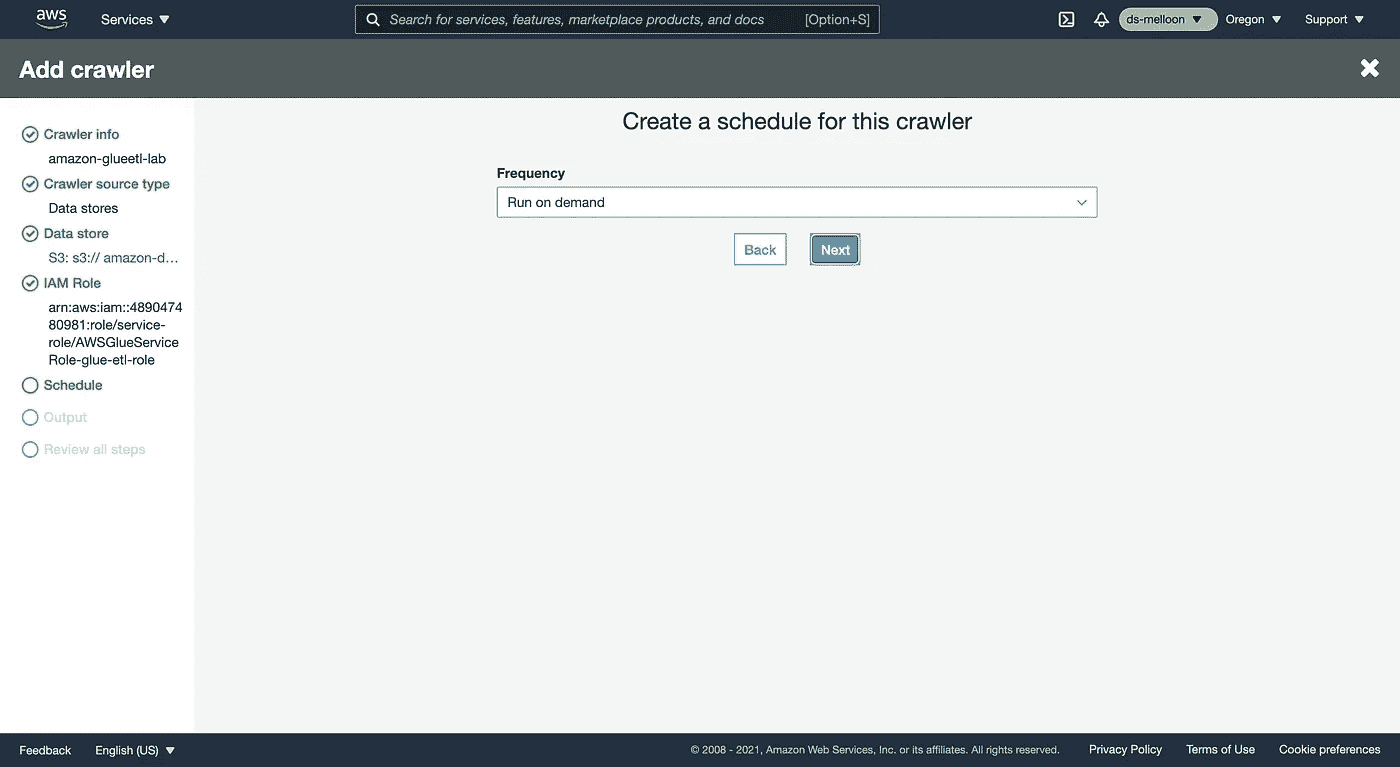 aws
Services
Search for services, features, marketplace products, and docs [Option+S]
ds-melloon
Oregon
Support
Add crawler
Crawler info
amazon-glueetl-lab
Crawler source type
Data stores
Data store
S3: s3:// amazon-d...
IAM Role
arn:aws:iam::4890474
80981:role/service-
role/AWSGlueService
Role-glue-etl-role
Schedule
Output
Review all steps
Create a schedule for this crawler
Frequency
Run on demand
Back Next
Feedback English (US) © 2008 - 2021, Amazon Web Services, Inc. or its affiliates. All rights reserved. Privacy Policy Terms of Use Cookie preferences